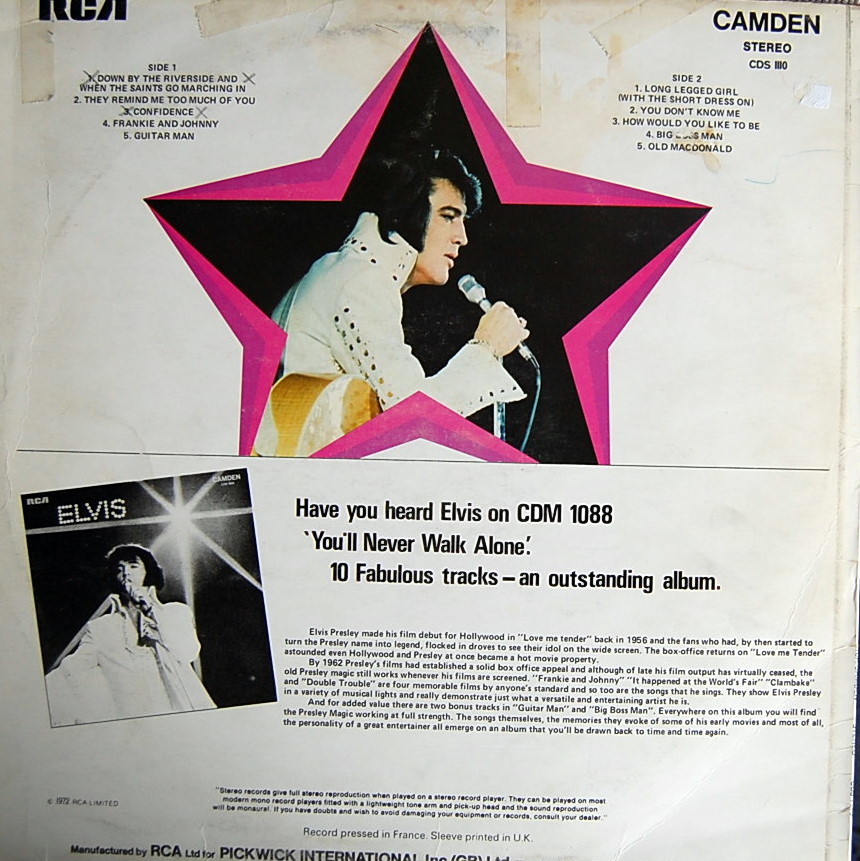 RCA
CAMDEN
STEREO
CDS 1110
SIDE 1
1. DOWN BY THE RIVERSIDE AND
WHEN THE SAINTS GO MARCHING IN
2. THEY REMIND ME TOO MUCH OF YOU
3. CONFIDENCE
4. FRANKIE AND JOHNNY
5. GUITAR MAN
SIDE 2
1. LONG LEGGED GIRL
(WITH THE SHORT DRESS ON)
2. YOU DON'T KNOW ME
3. HOW WOULD YOU LIKE TO BE
4. BIG BOSS MAN
5. OLD MACDONALD
RCA
CAMDEN
ELVIS
Have you heard Elvis on CDM 1088
'You'll Never Walk Alone'.
10 Fabulous tracks – an outstanding album.
Elvis Presley made his film debut for Hollywood in "Love me tender" back in 1956 and the fans who had, by then started to
turn the Presley name into legend, flocked in droves to see their idol on the wide screen. The box-office returns on "Love me Tender"
astounded even Hollywood and Presley at once became a hot movie property.
By 1962 Presley's films had established a solid box office appeal and although of late his film output has virtually ceased, the
old Presley magic still works whenever his films are screened. "Frankie and Johnny" "It happened at the World's Fair" "Clambake"
and "Double Trouble" are four memorable films by anyone's standard and so too are the songs that he sings. They show Elvis Presley
in a variety of musical lights and really demonstrate just what a versatile and entertaining artist he is.
And for added value there are two bonus tracks in "Guitar Man" and "Big Boss Man". Everywhere on this album you will find
the Presley Magic working at full strength. The songs themselves, the memories they evoke of some of his early movies and most of all,
the personality of a great entertainer all emerge on an album that you'll be drawn back to time and time again.
© 1972 RCA LIMITED
"Stereo records give full stereo reproduction when played on a stereo record player. They can be played on most
modern mono record players fitted with a lightweight tone arm and pick-up head and the sound reproduction
will be monaural. If you have doubts and wish to avoid damaging your equipment or records, consult your dealer."
Record pressed in France. Sleeve printed in U.K.
Manufactured by RCA Ltd for PICKWICK INTERNATIONAL Inc (GB) Ltd